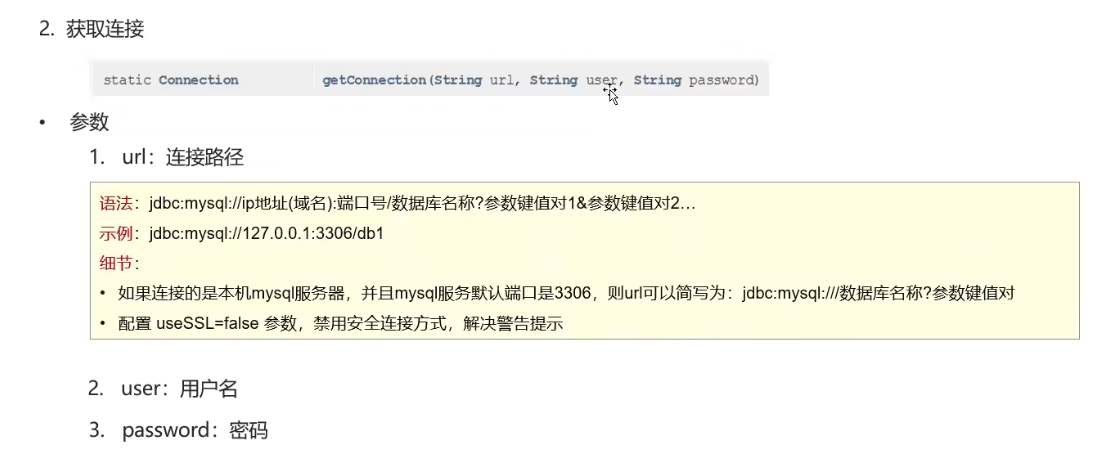 2. 获取连接
static Connection getConnection(String url, String user, String password)
• 参数
1. url：连接路径
语法：jdbc:mysql://ip地址(域名):端口号/数据库名称?参数键值对1&参数键值对2…
示例：jdbc:mysql://127.0.0.1:3306/db1
细节：
• 如果连接的是本机mysql服务器，并且mysql服务默认端口是3306，则url可以简写为：jdbc:mysql:///数据库名称?参数键值对
• 配置 useSSL=false 参数，禁用安全连接方式，解决警告提示
2. user：用户名
3. password：密码